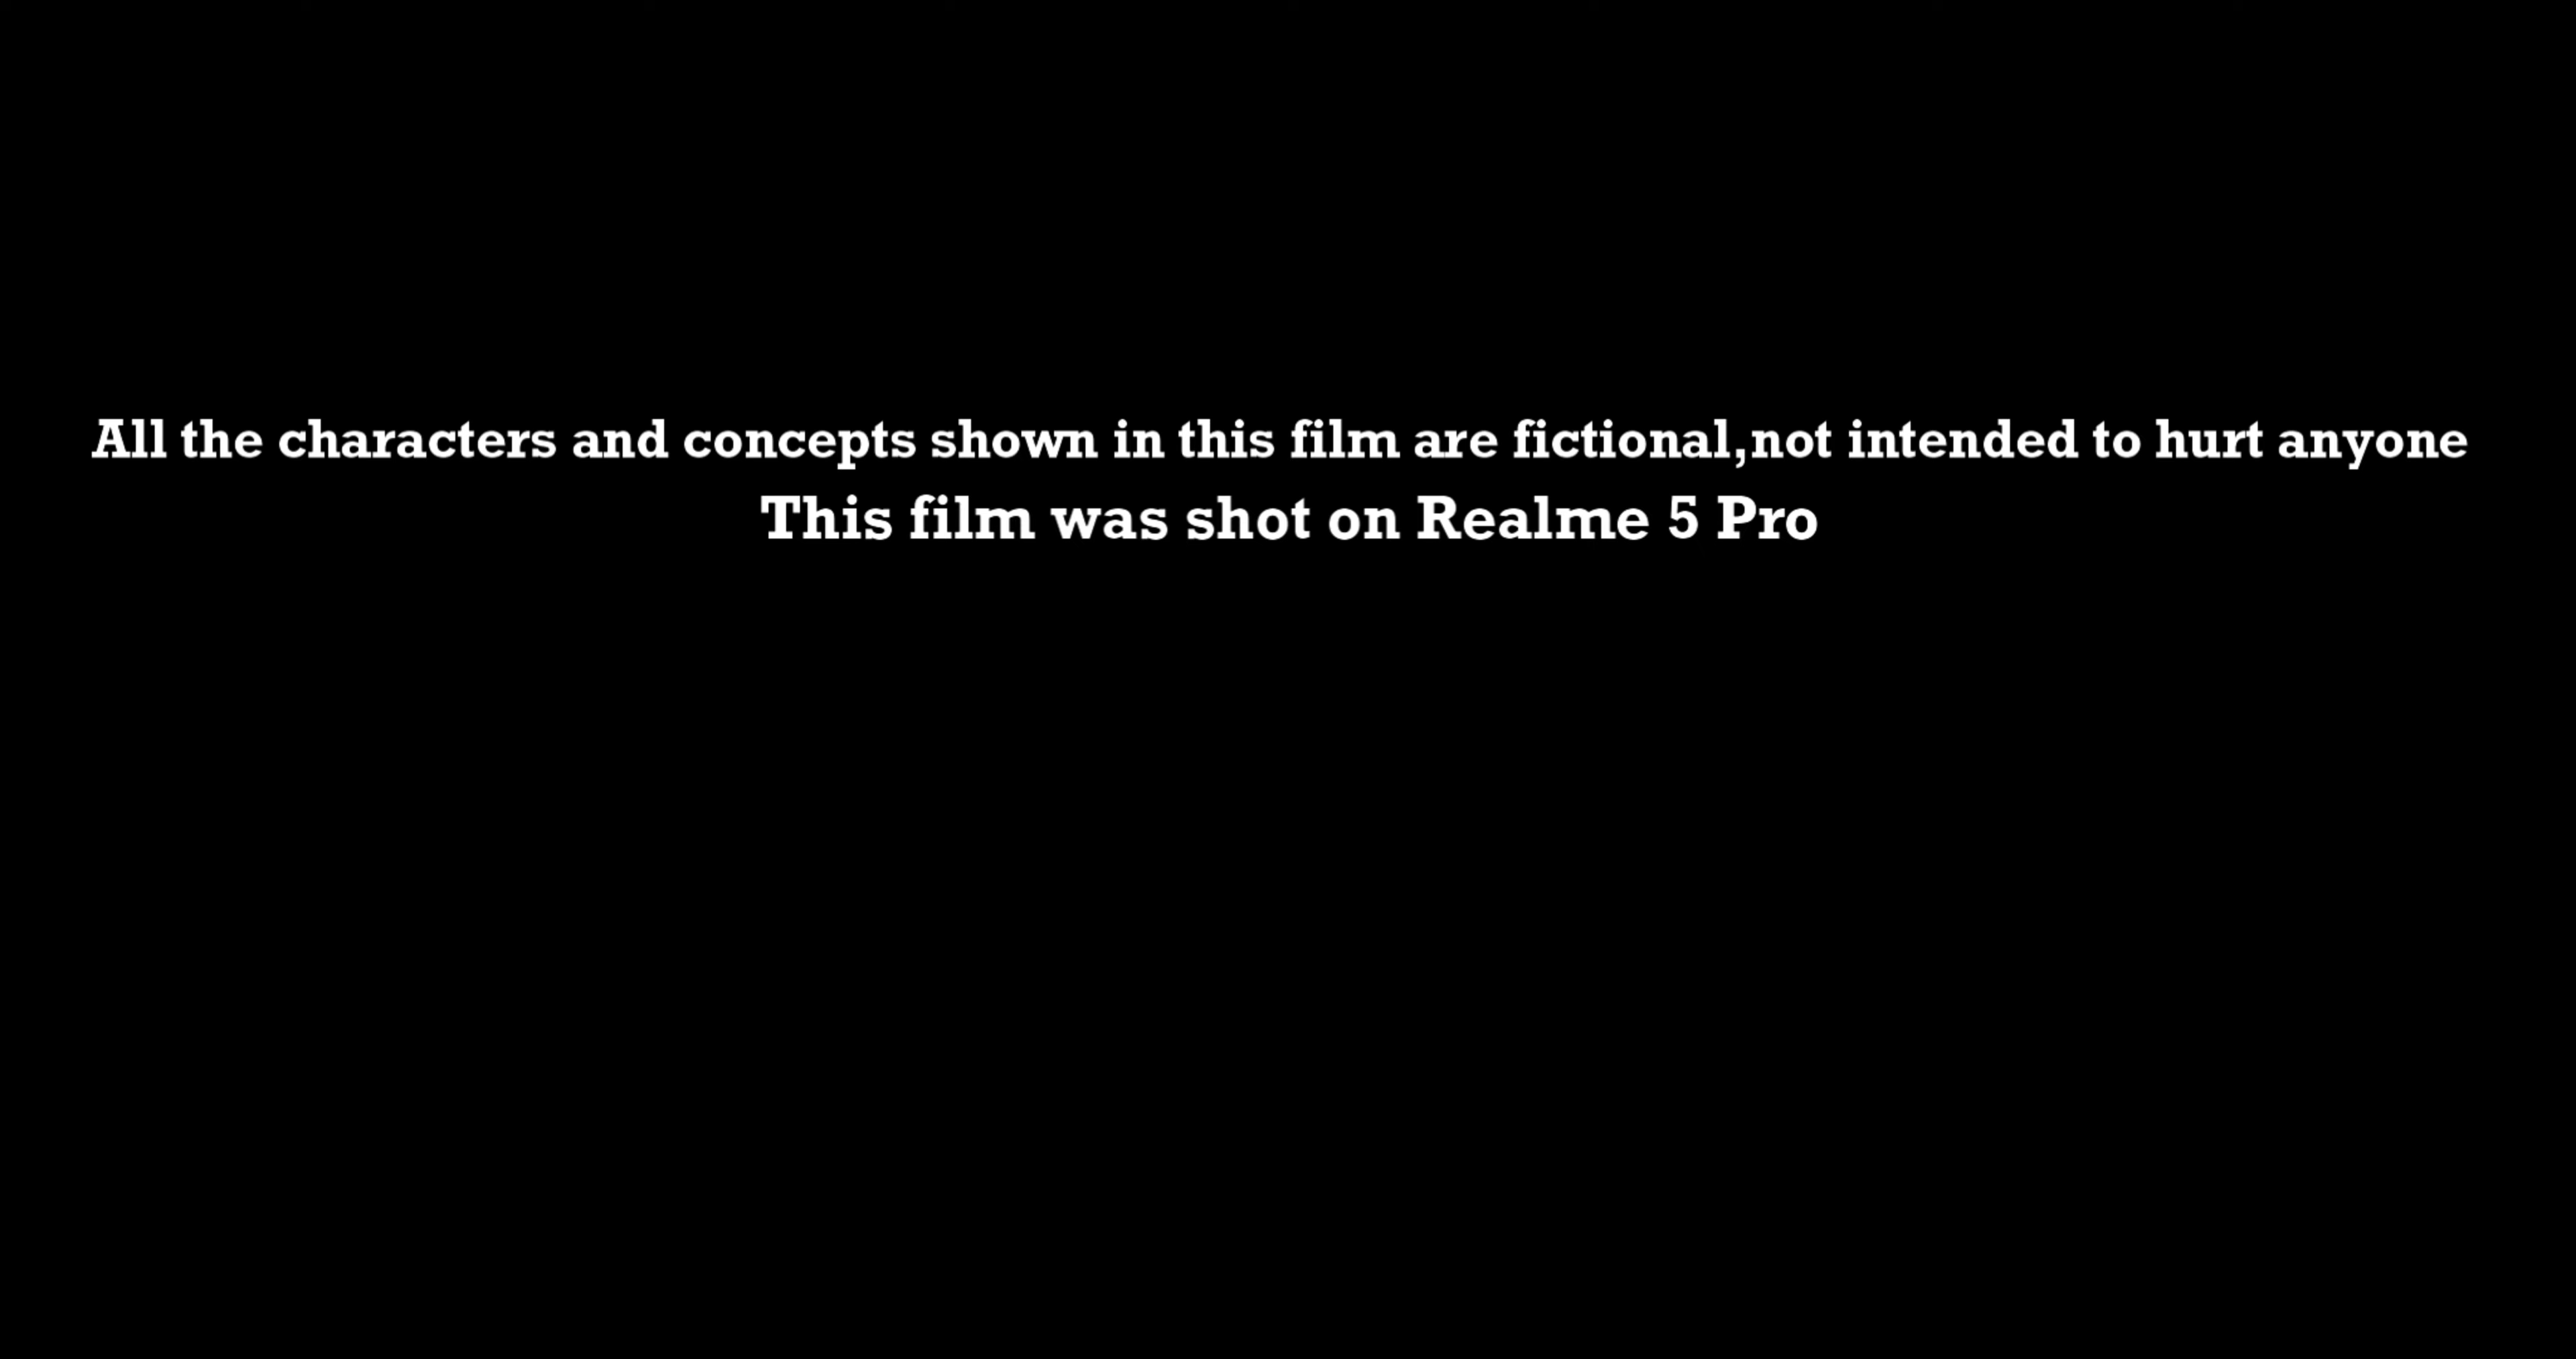 All the characters and concepts shown in this film are fictional,not intended to hurt anyone
This film was shot on Realme 5 Pro